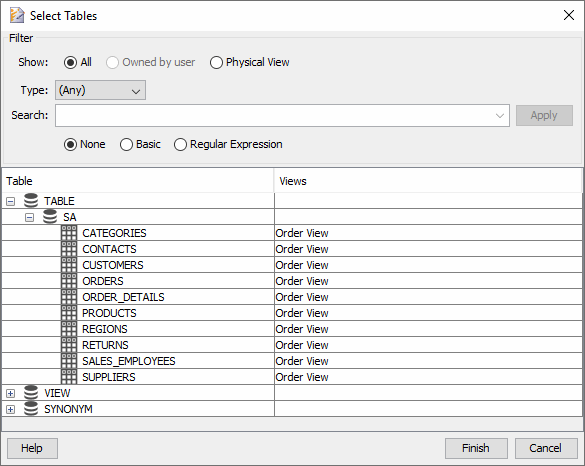 Select Tables
Filter
Show: All Owned by user Physical View
Type: (Any)
Search: Apply
None Basic Regular Expression
Table Views
TABLE
SA
CATEGORIES Order View
CONTACTS Order View
CUSTOMERS Order View
ORDERS Order View
ORDER_DETAILS Order View
PRODUCTS Order View
REGIONS Order View
RETURNS Order View
SALES_EMPLOYEES Order View
SUPPLIERS Order View
VIEW
SYNONYM
Help Finish Cancel